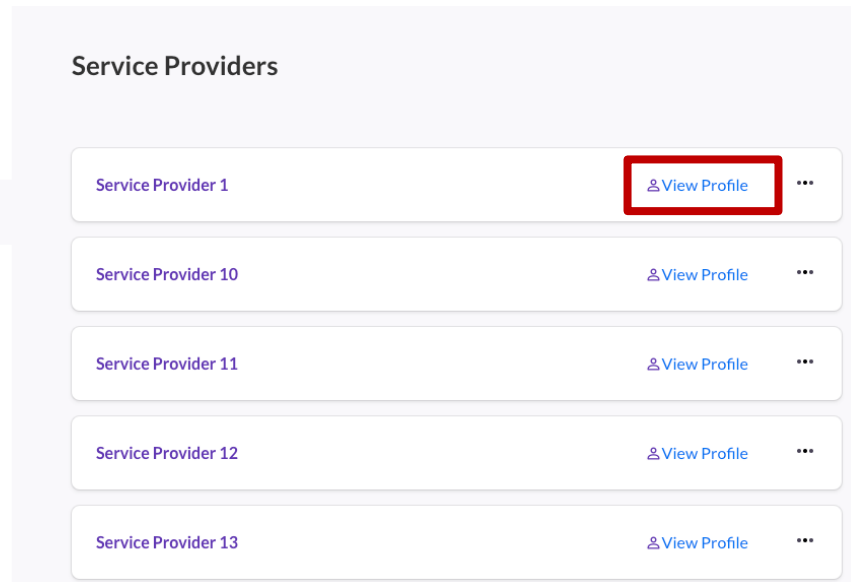 Service Providers
Service Provider 1 View Profile
Service Provider 10 View Profile
Service Provider 11 View Profile
Service Provider 12 View Profile
Service Provider 13 View Profile